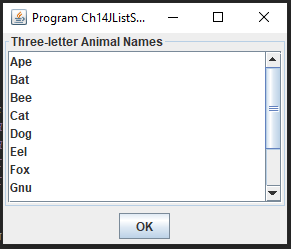 Program Ch14JListS...
Three-letter Animal Names
Ape
Bat
Bee
Cat
Dog
Eel
Fox
Gnu
OK